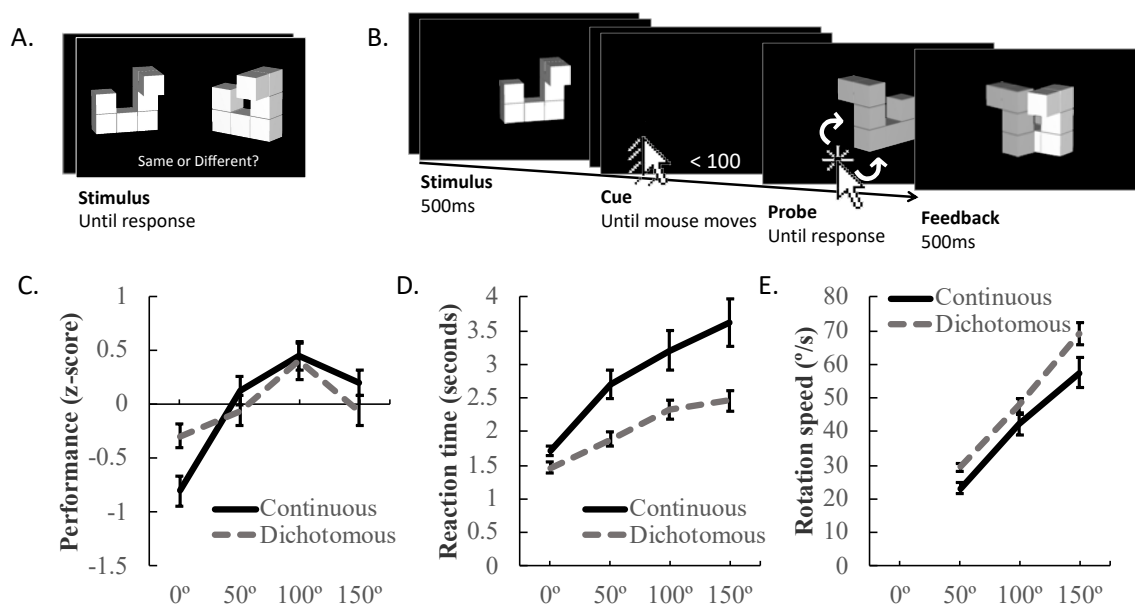 A.
Same or Different?
Stimulus
Until response
B.
Stimulus
500ms
< 100
Cue
Until mouse moves
Probe
Until response
Feedback
500ms
C.
Performance (z-score)
1
0.5
0
-0.5
-1
-1.5
Continuous
Dichotomous
0º 50º 100º 150º
D.
Reaction time (seconds)
4
3.5
3
2.5
2
1.5
1
0.5
0
Continuous
Dichotomous
0º 50º 100º 150º
E.
Rotation speed (º/s)
80
70
60
50
40
30
20
10
0
Continuous
Dichotomous
0º 50º 100º 150º